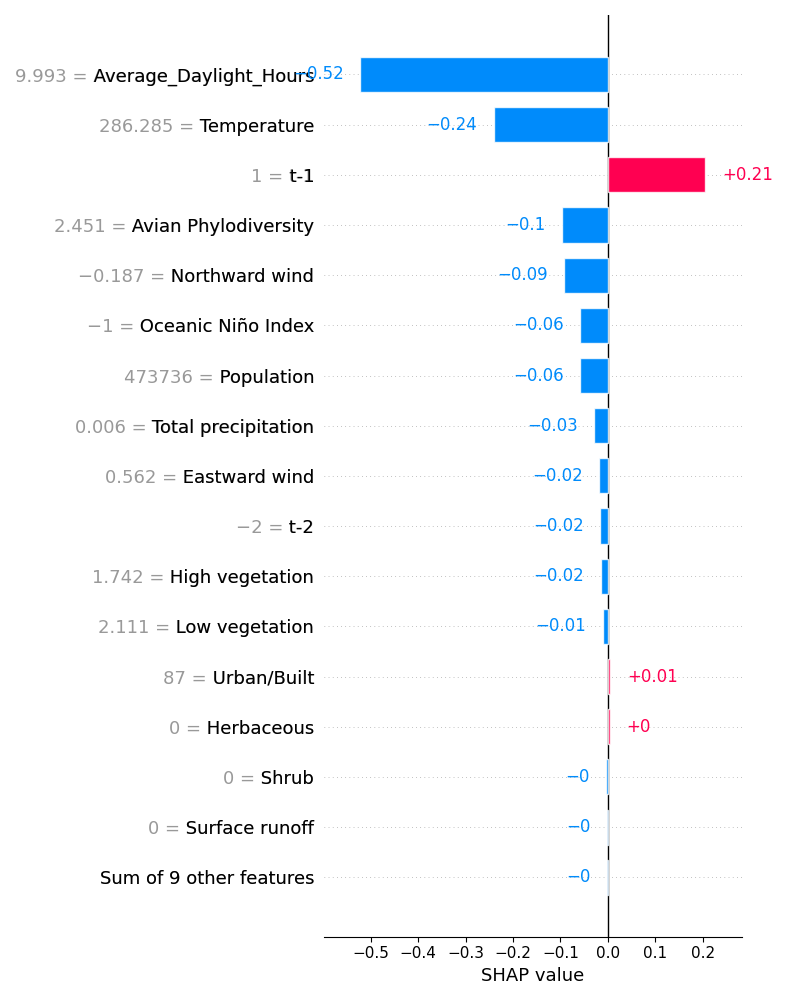 9.993 = Average_Daylight_Hours −0.52
286.285 = Temperature −0.24
1 = t-1 +0.21
2.451 = Avian Phylodiversity −0.1
−0.187 = Northward wind −0.09
−1 = Oceanic Niño Index −0.06
473736 = Population −0.06
0.006 = Total precipitation −0.03
0.562 = Eastward wind −0.02
−2 = t-2 −0.02
1.742 = High vegetation −0.02
2.111 = Low vegetation −0.01
87 = Urban/Built +0.01
0 = Herbaceous +0
0 = Shrub −0
0 = Surface runoff −0
Sum of 9 other features −0
−0.5 −0.4 −0.3 −0.2 −0.1 0.0 0.1 0.2
SHAP value